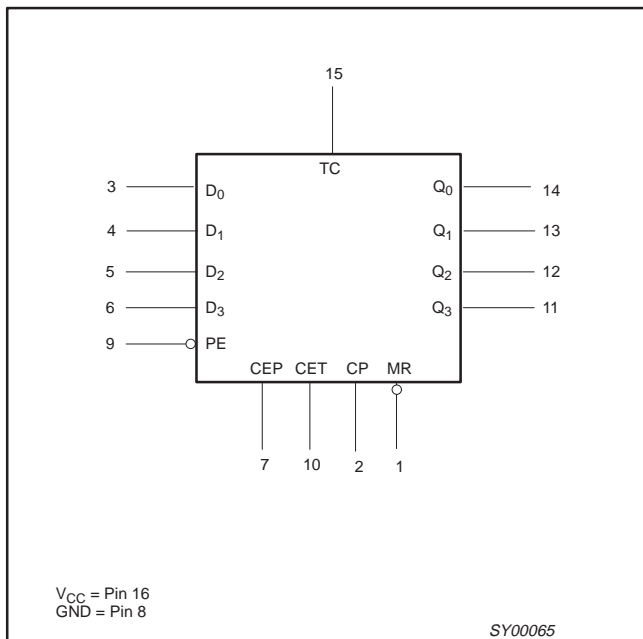 15
TC
3 D0 Q0 14
4 D1 Q1 13
5 D2 Q2 12
6 D3 Q3 11
9 PE
CEP CET CP MR
7 10 2 1
VCC = Pin 16
GND = Pin 8
SY00065